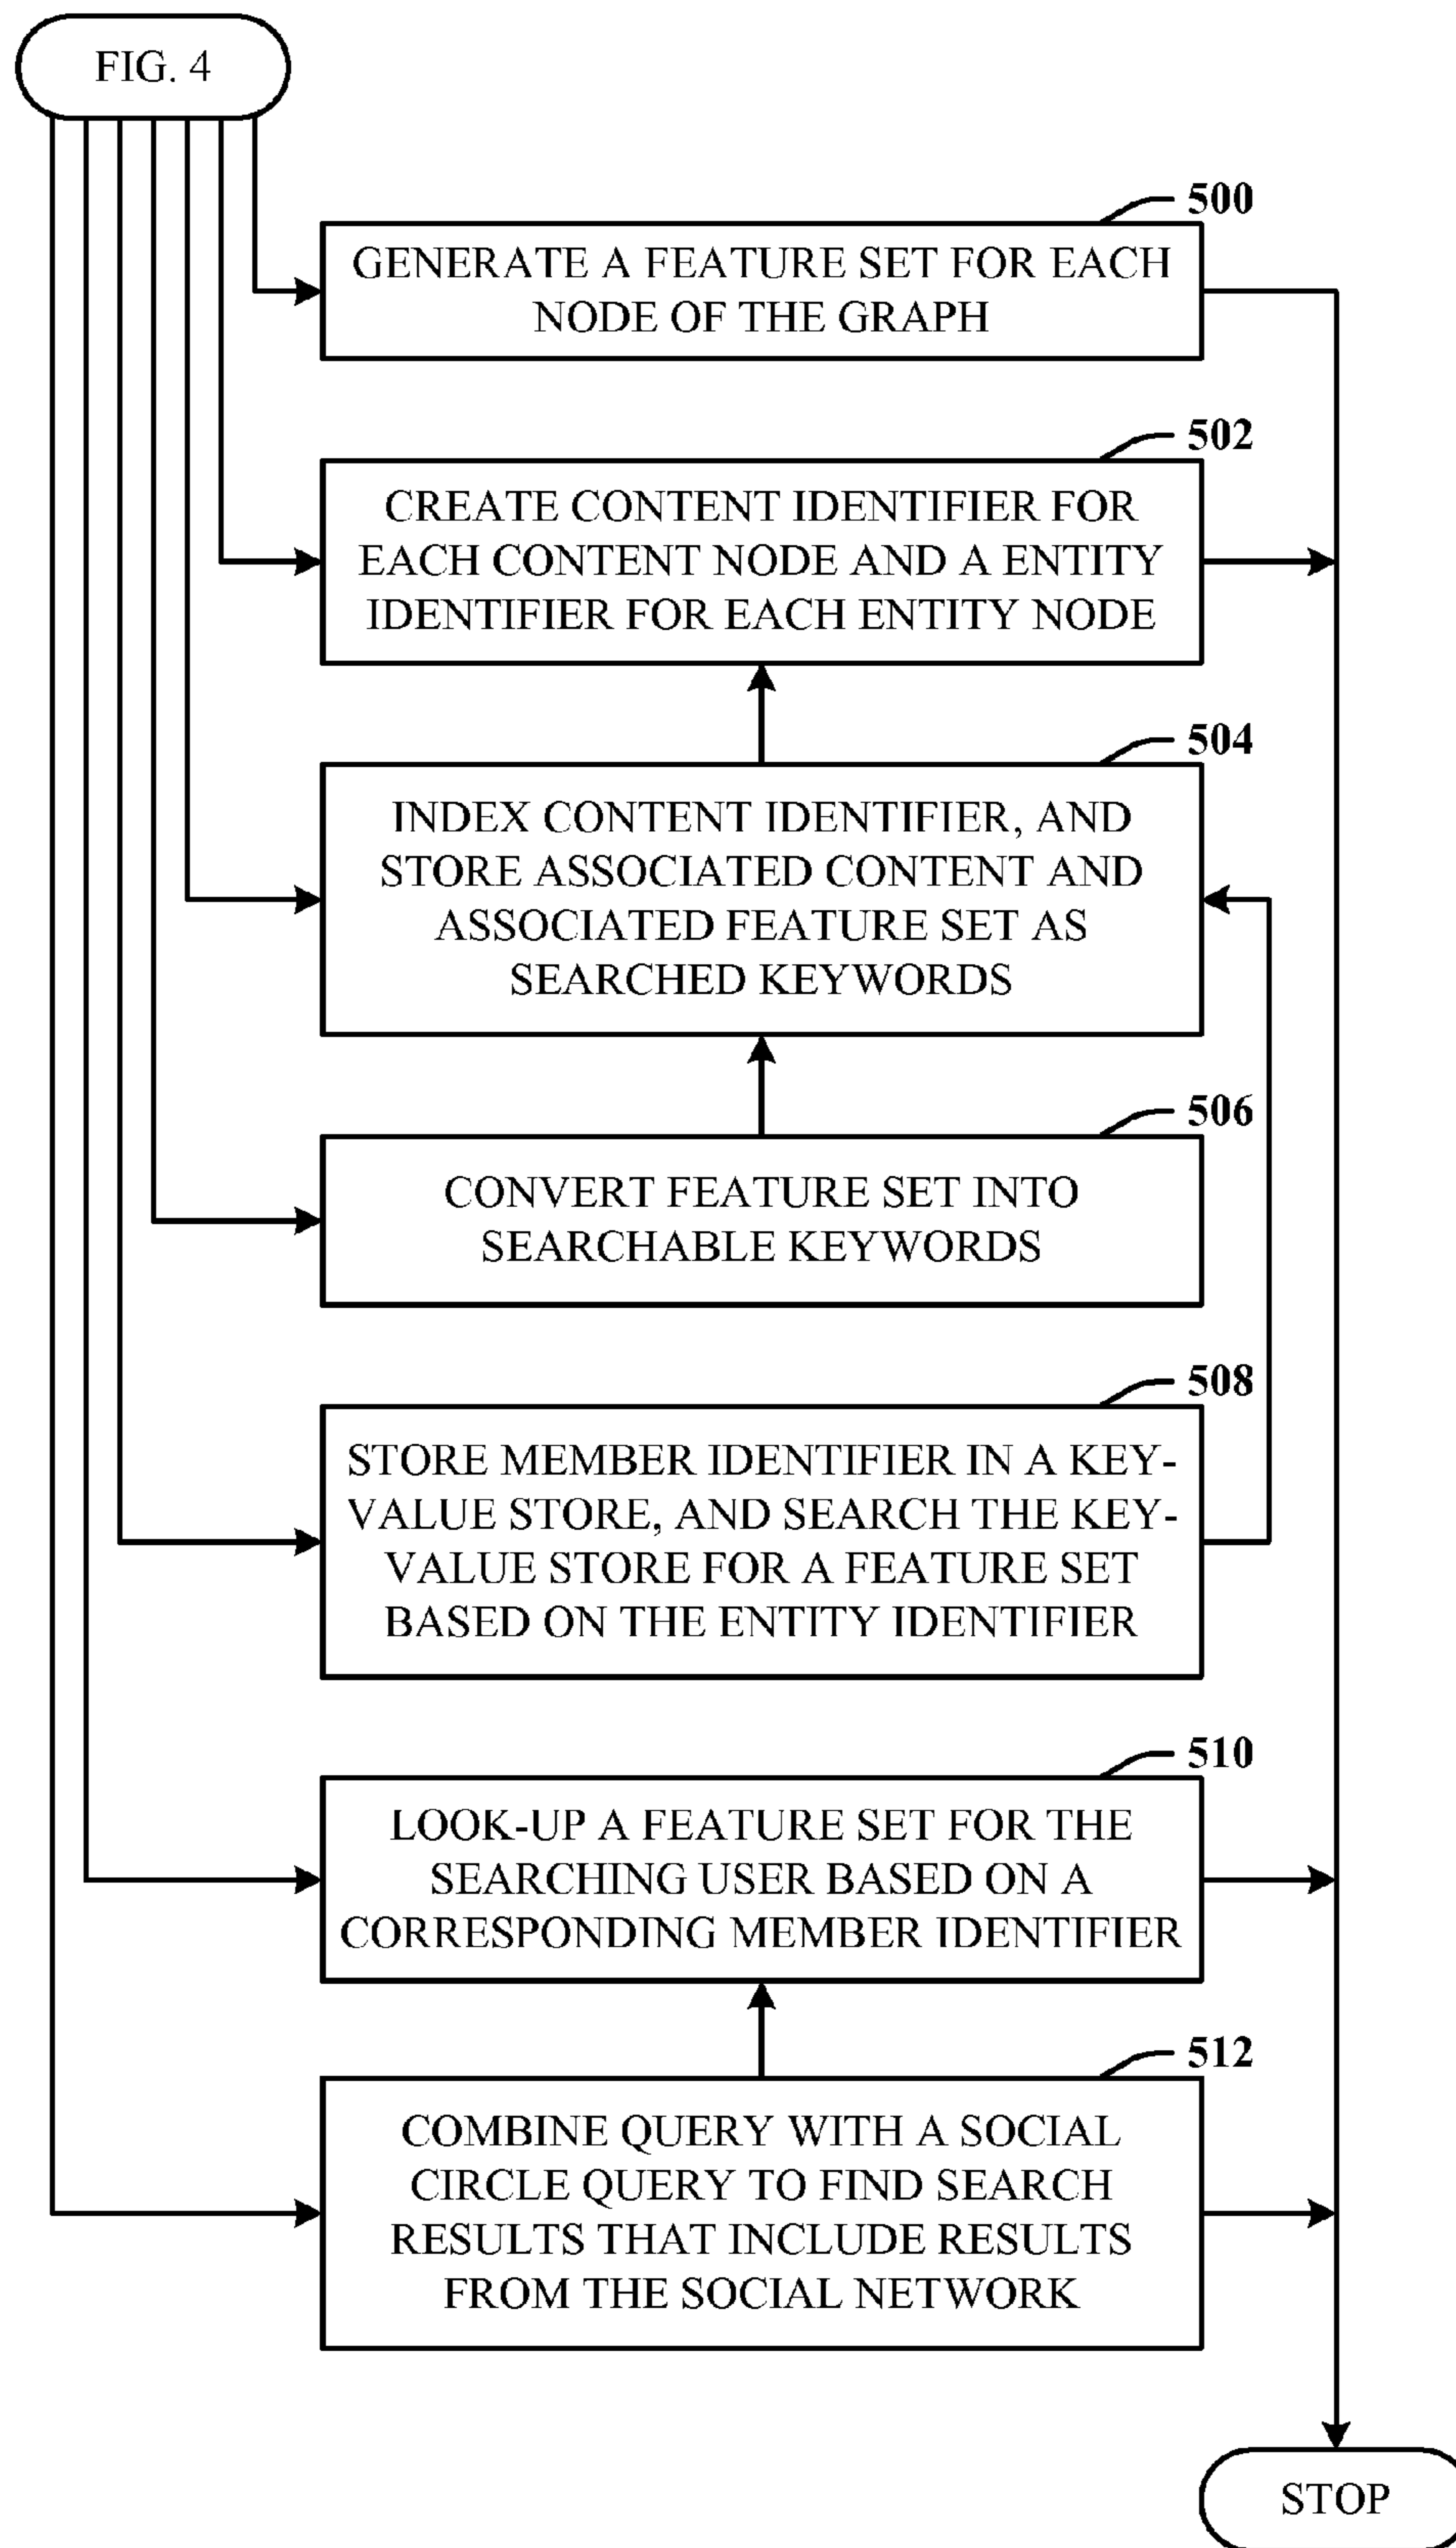 FIG. 4
500
GENERATE A FEATURE SET FOR EACH
NODE OF THE GRAPH
502
CREATE CONTENT IDENTIFIER FOR
EACH CONTENT NODE AND A ENTITY
IDENTIFIER FOR EACH ENTITY NODE
504
INDEX CONTENT IDENTIFIER, AND
STORE ASSOCIATED CONTENT AND
ASSOCIATED FEATURE SET AS
SEARCHED KEYWORDS
506
CONVERT FEATURE SET INTO
SEARCHABLE KEYWORDS
508
STORE MEMBER IDENTIFIER IN A KEY-
VALUE STORE, AND SEARCH THE KEY-
VALUE STORE FOR A FEATURE SET
BASED ON THE ENTITY IDENTIFIER
510
LOOK-UP A FEATURE SET FOR THE
SEARCHING USER BASED ON A
CORRESPONDING MEMBER IDENTIFIER
512
COMBINE QUERY WITH A SOCIAL
CIRCLE QUERY TO FIND SEARCH
RESULTS THAT INCLUDE RESULTS
FROM THE SOCIAL NETWORK
STOP